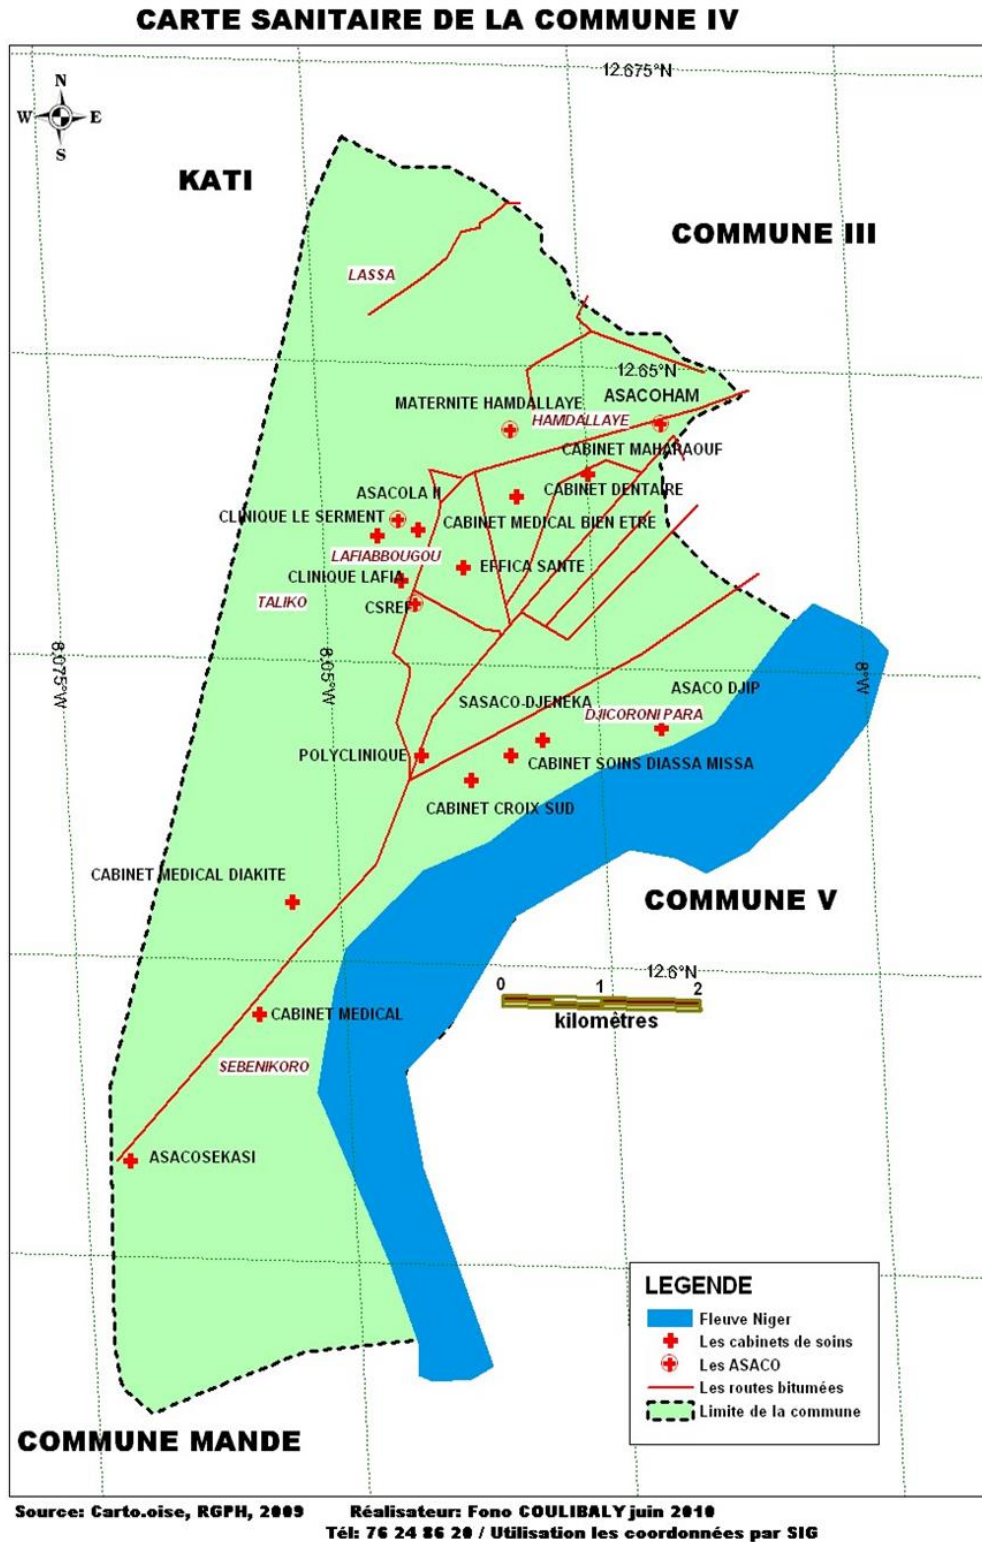 CARTE SANITAIRE DE LA COMMUNE IV
12.675°N
N
W E
S
KATI
COMMUNE III
LASSA
12.65°N
ASACOHAM
MATERNITE HAMDALLAYE
HAMDALLAYE
CABINET MAHARAOUF
ASACOLA II
CABINET DENTAIRE
CLINIQUE LE SERMENT
CABINET MEDICAL BIEN ETRE
LAFIABBOUGOU
EFFICA SANTE
CLINIQUE LAFIA
TALIKO
CSREF
8.075°W
8.05°W
8°W
ASACO DJIP
SASACO-DJENEKA
DJICORONI PARA
POLYCLINIQUE
CABINET SOINS DIASSA MISSA
CABINET CROIX SUD
CABINET MEDICAL DIAKITE
COMMUNE V
12.6°N
0 1 2
kilomètres
CABINET MEDICAL
SEBENIKORO
ASACOSEKASI
LEGENDE
Fleuve Niger
Les cabinets de soins
Les ASACO
Les routes bitumées
Limite de la commune
COMMUNE MANDE
Source: Carto.oise, RGPH, 2009 Réalisateur: Fono COULIBALY juin 2010
Tél: 76 24 86 20 / Utilisation les coordonnées par SIG